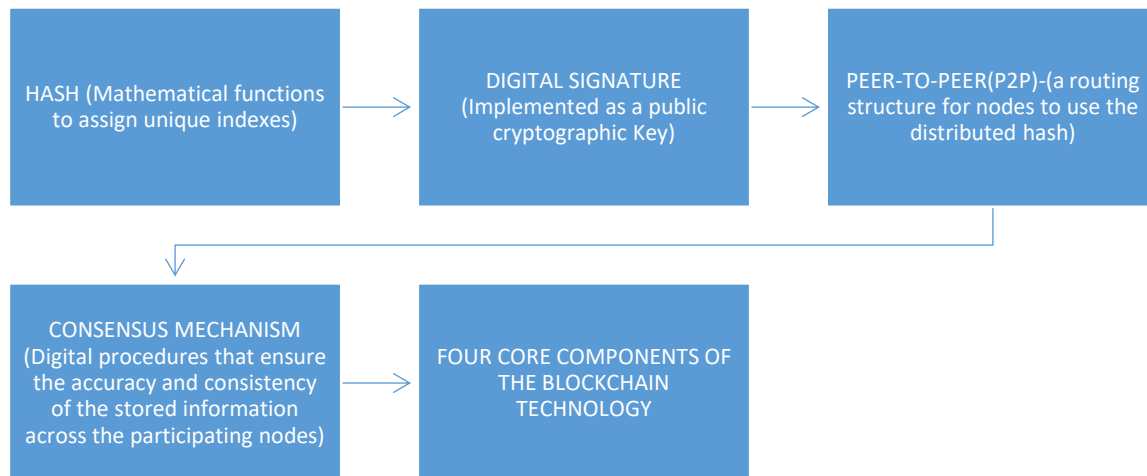 HASH (Mathematical functions
to assign unique indexes)
DIGITAL SIGNATURE
(Implemented as a public
cryptographic Key)
PEER-TO-PEER(P2P)-(a routing
structure for nodes to use the
distributed hash)
CONSENSUS MECHANISM
(Digital procedures that ensure
the accuracy and consistency
of the stored information
across the participating nodes)
FOUR CORE COMPONENTS OF
THE BLOCKCHAIN
TECHNOLOGY